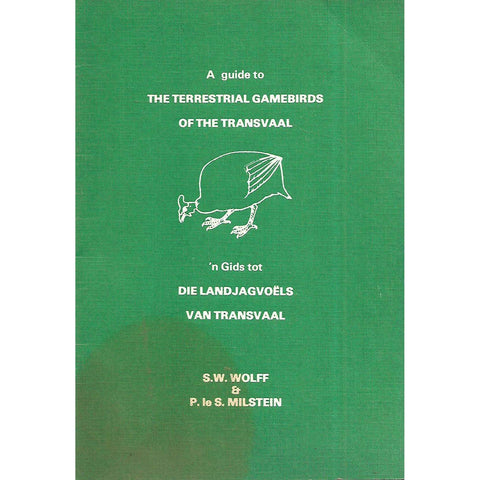 A guide to
THE TERRESTRIAL GAMEBIRDS
OF THE TRANSVAAL
'n Gids tot
DIE LANDJAGVOËLS
VAN TRANSVAAL
S.W. WOLFF
&
P. le S. MILSTEIN